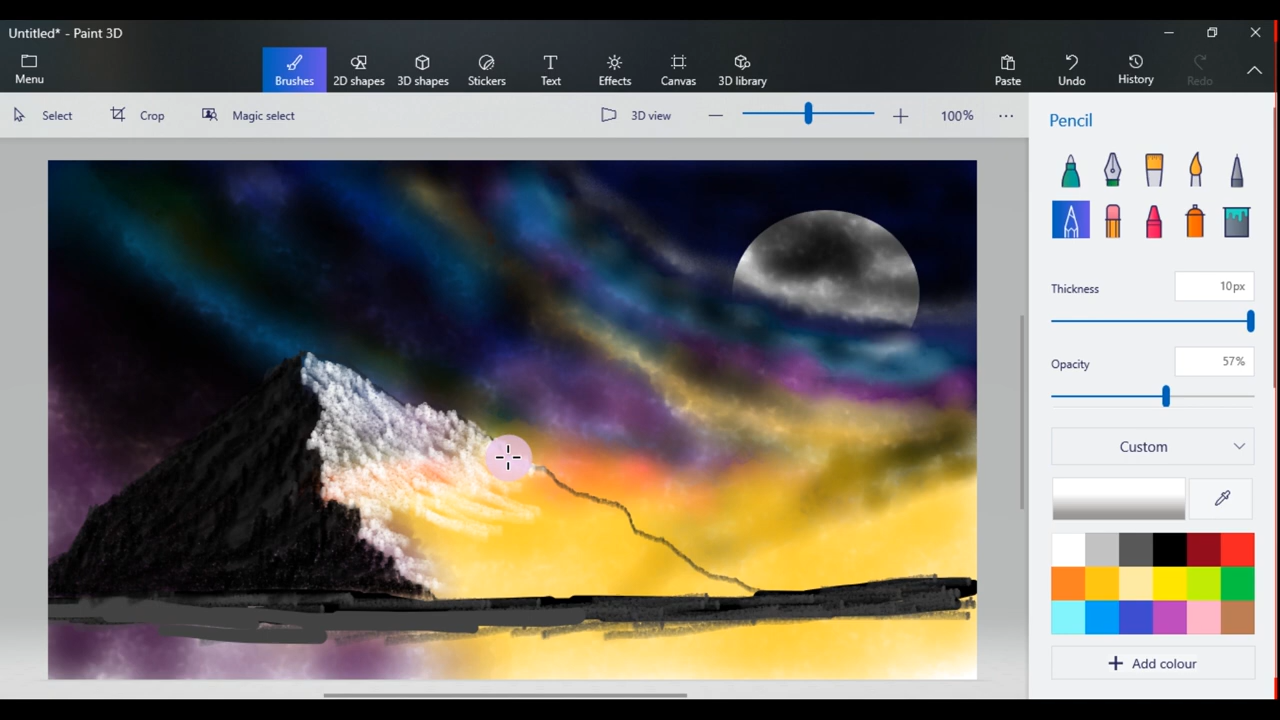 Untitled* - Paint 3D
Menu
Brushes
2D shapes
3D shapes
Stickers
Text
Effects
Canvas
3D library
Paste
Undo
History
Redo
Select
Crop
Magic select
3D view
100%
Pencil
Thickness
10px
Opacity
57%
Custom
Add colour